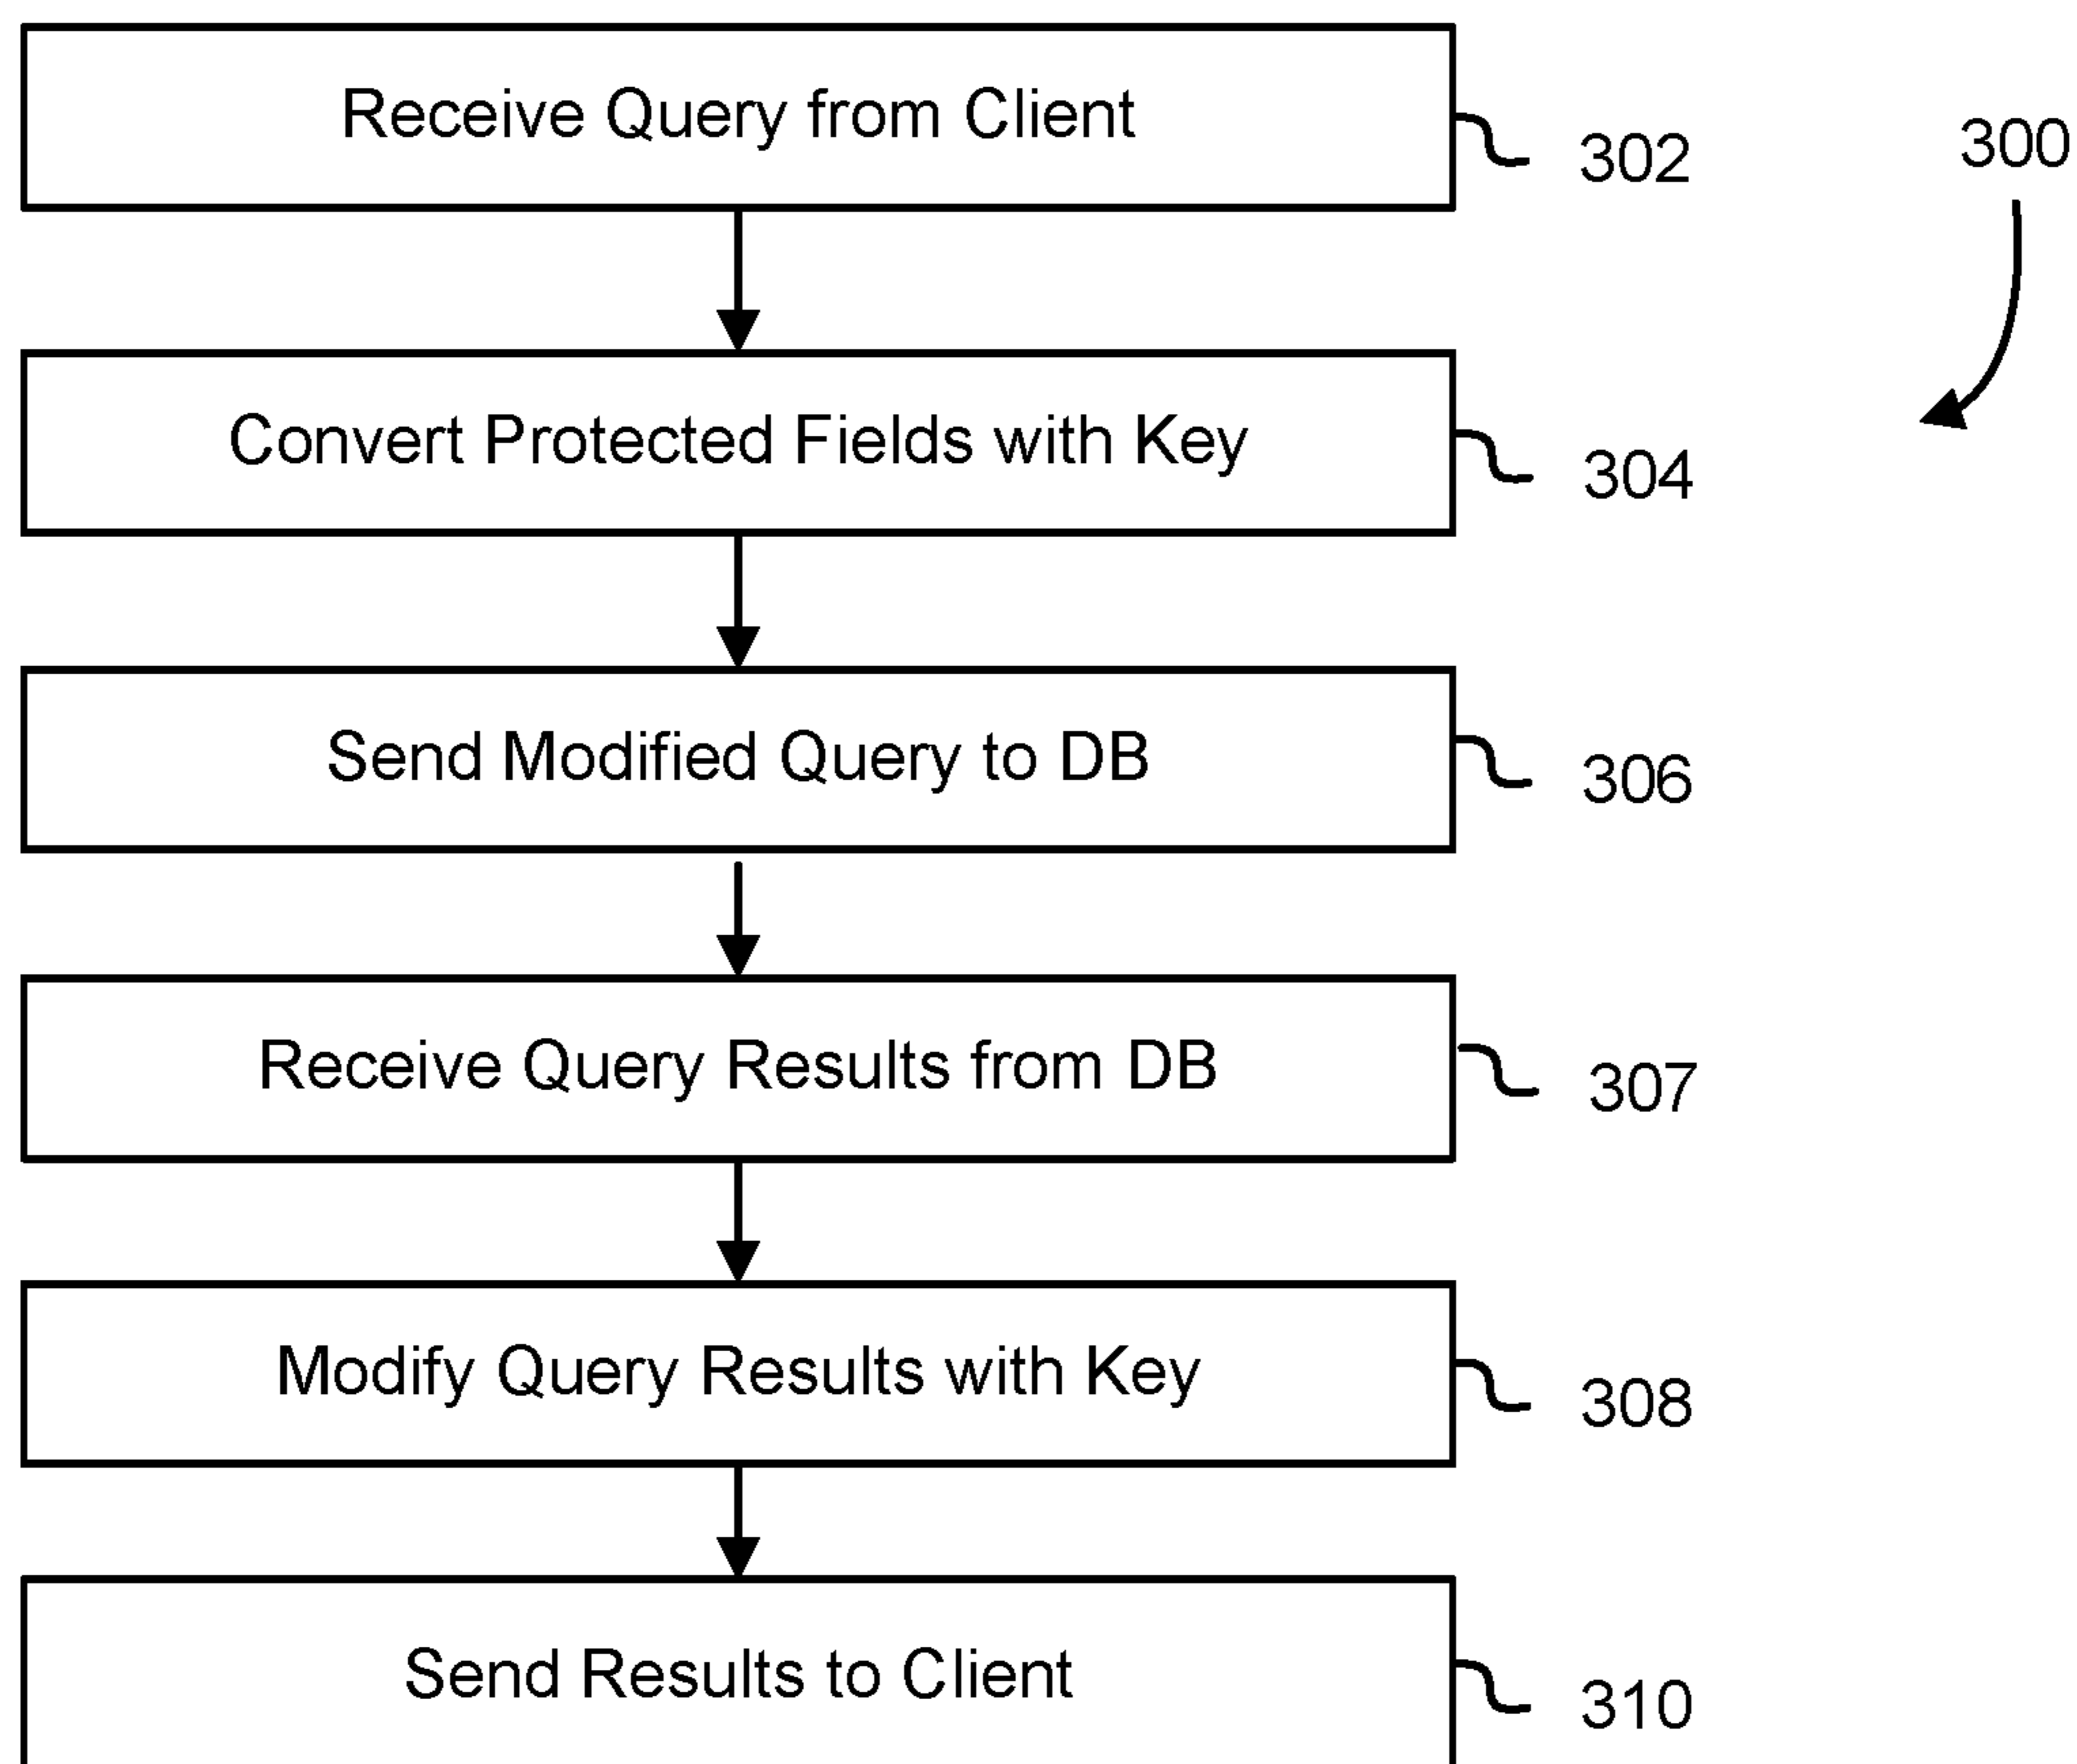 Receive Query from Client
302
300
Convert Protected Fields with Key
304
Send Modified Query to DB
306
Receive Query Results from DB
307
Modify Query Results with Key
308
Send Results to Client
310